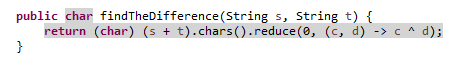 public char findTheDifference(String s, String t) {
    return (char) (s + t).chars().reduce(0, (c, d) -> c ^ d);
}